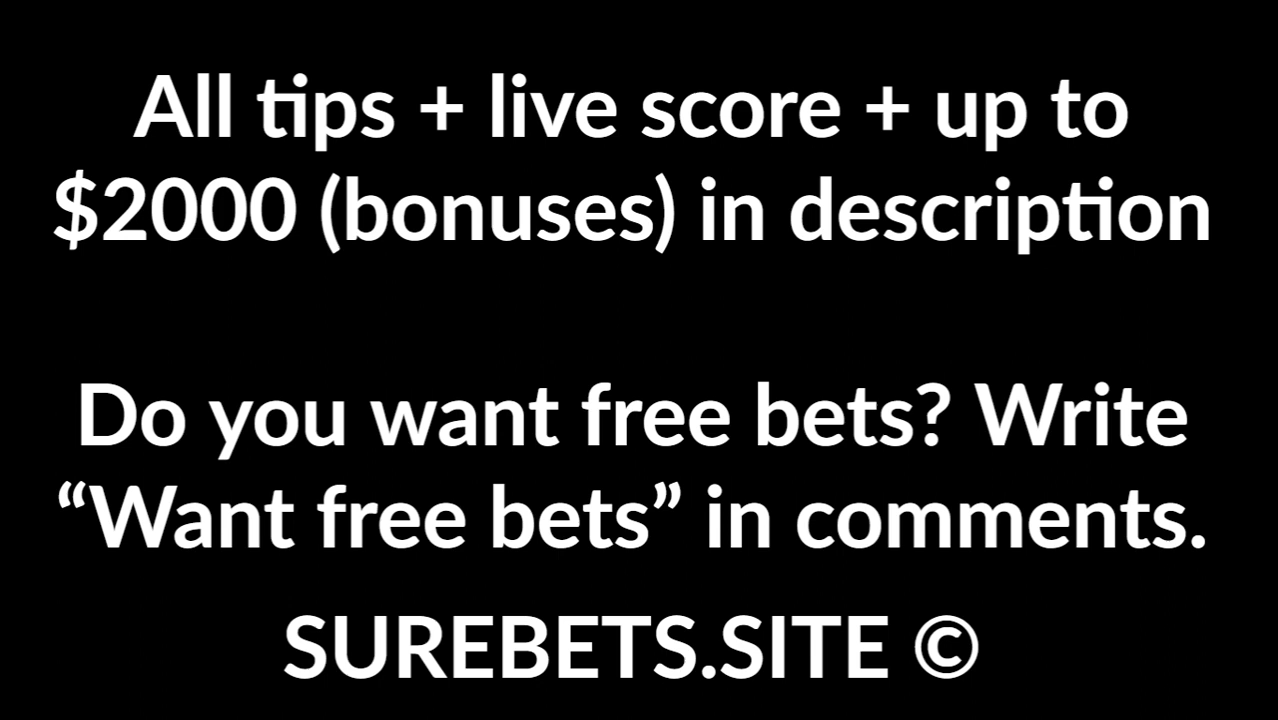 All tips + live score + up to
$2000 (bonuses) in description
Do you want free bets? Write
“Want free bets” in comments.
SUREBETS.SITE ©